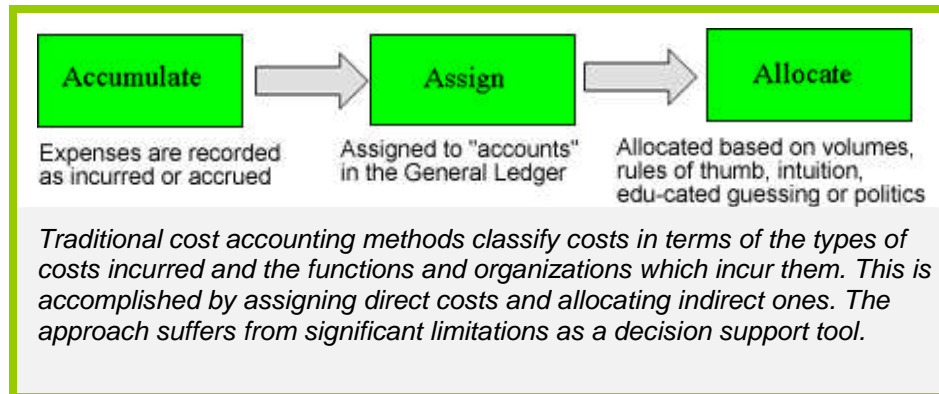 Accumulate
Assign
Allocate
Expenses are recorded
as incurred or accrued
Assigned to "accounts"
in the General Ledger
Allocated based on volumes,
rules of thumb, intuition,
edu-cated guessing or politics
Traditional cost accounting methods classify costs in terms of the types of
costs incurred and the functions and organizations which incur them. This is
accomplished by assigning direct costs and allocating indirect ones. The
approach suffers from significant limitations as a decision support tool.